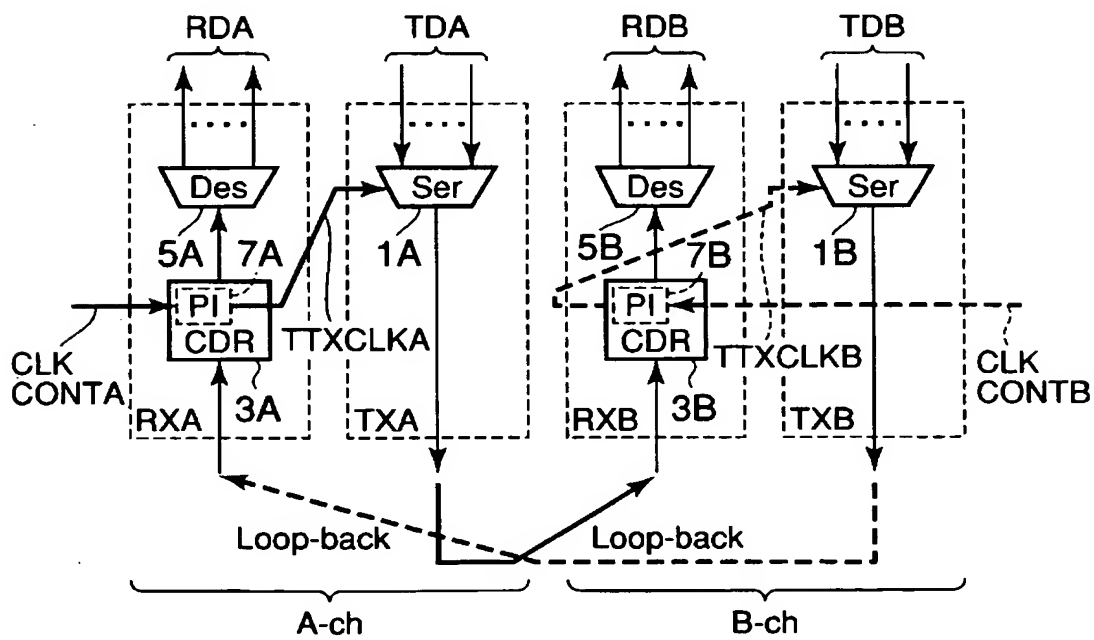 RDA
TDA
RDB
TDB
Des
Ser
Des
Ser
5A
7A
1A
5B
7B
1B
PI
CDR
PI
CDR
TTXCLKA
TTXCLKB
CLK
CONTA
CLK
CONTB
3A
3B
RXA
TXA
RXB
TXB
Loop-back
Loop-back
A-ch
B-ch